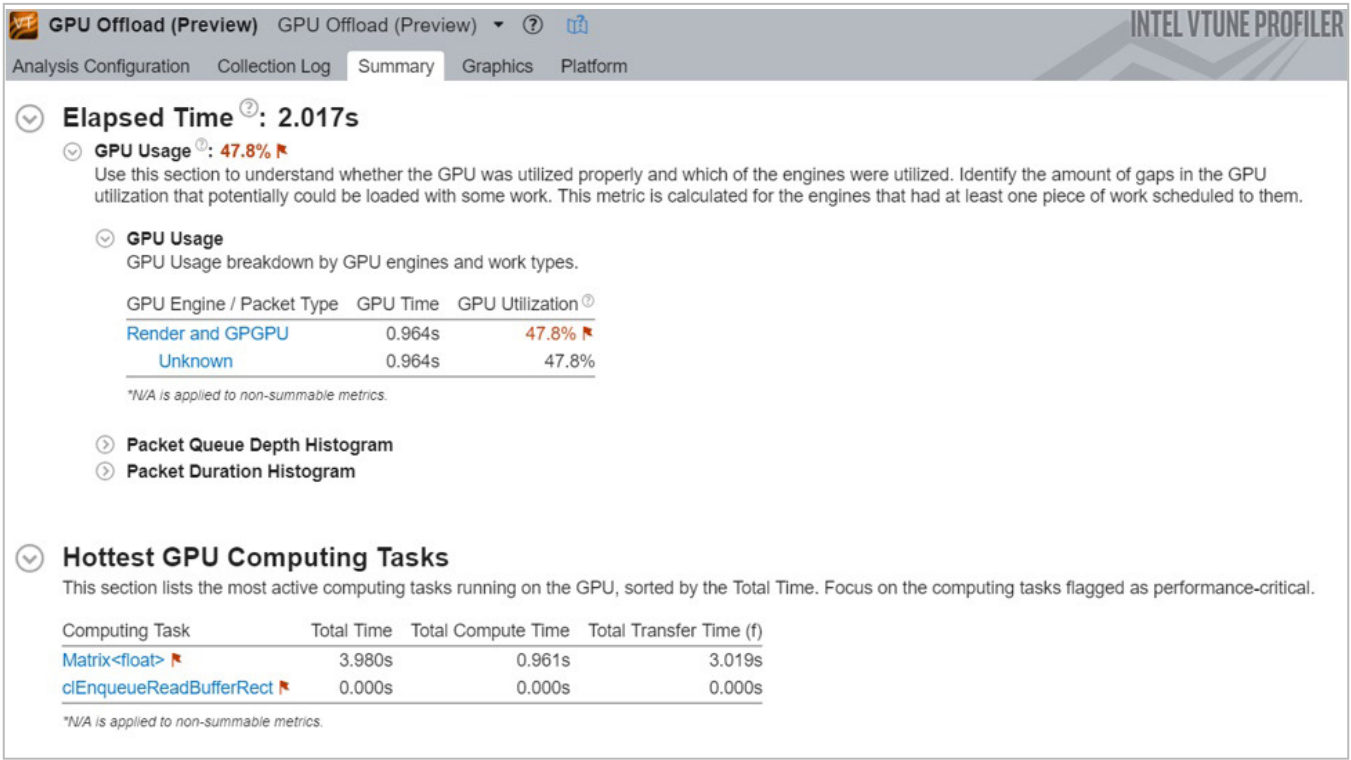 GPU Offload (Preview) GPU Offload (Preview) ?
INTEL VTUNE PROFILER
Analysis Configuration Collection Log Summary Graphics Platform
Elapsed Time ?: 2.017s
GPU Usage ?: 47.8%
Use this section to understand whether the GPU was utilized properly and which of the engines were utilized. Identify the amount of gaps in the GPU
utilization that potentially could be loaded with some work. This metric is calculated for the engines that had at least one piece of work scheduled to them.
GPU Usage
GPU Usage breakdown by GPU engines and work types.
GPU Engine / Packet Type GPU Time GPU Utilization ?
Render and GPGPU 0.964s 47.8%
Unknown 0.964s 47.8%
*N/A is applied to non-summable metrics.
Packet Queue Depth Histogram
Packet Duration Histogram
Hottest GPU Computing Tasks
This section lists the most active computing tasks running on the GPU, sorted by the Total Time. Focus on the computing tasks flagged as performance-critical.
Computing Task Total Time Total Compute Time Total Transfer Time (f)
Matrix<float> 3.980s 0.961s 3.019s
clEnqueueReadBufferRect 0.000s 0.000s 0.000s
*N/A is applied to non-summable metrics.